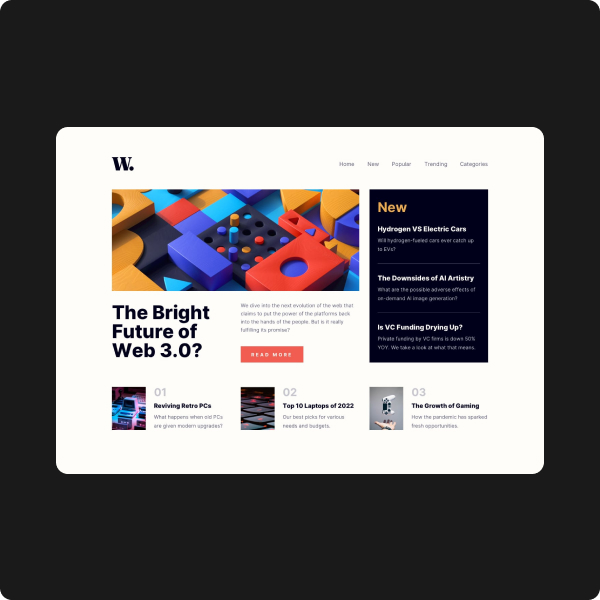 W.
Home New Popular Trending Categories
The Bright
Future of
Web 3.0?
We dive into the next evolution of the web that
claims to put the power of the platforms back
into the hands of the people. But is it really
fulfilling its promise?
READ MORE
New
Hydrogen VS Electric Cars
Will hydrogen-fueled cars ever catch up
to EVs?
The Downsides of AI Artistry
What are the possible adverse effects of
on-demand AI image generation?
Is VC Funding Drying Up?
Private funding by VC firms is down 50%
YOY. We take a look at what that means.
01
Reviving Retro PCs
What happens when old PCs
are given modern upgrades?
02
Top 10 Laptops of 2022
Our best picks for various
needs and budgets.
03
The Growth of Gaming
How the pandemic has sparked
fresh opportunities.